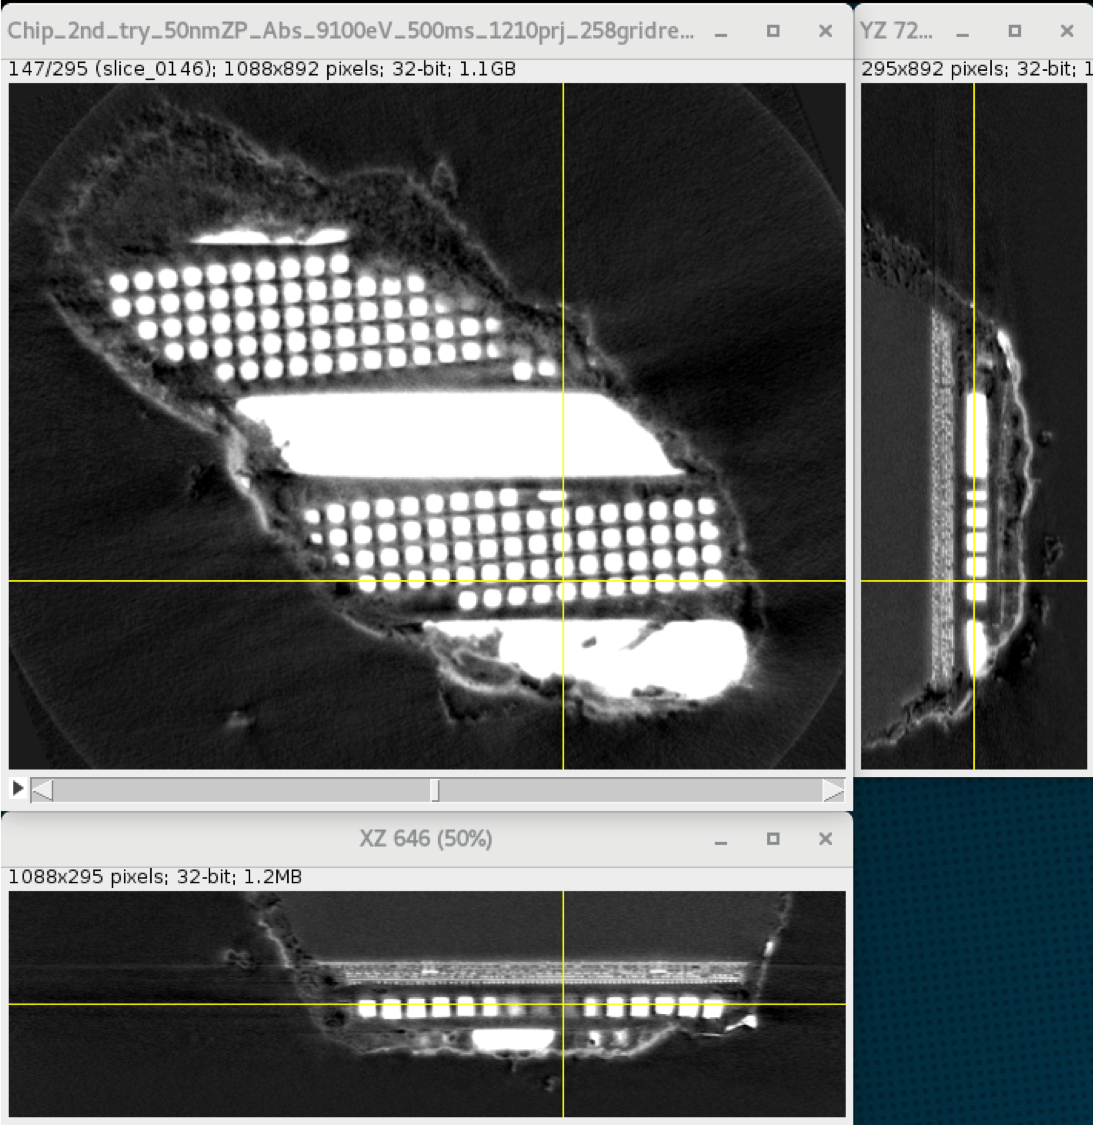 Chip_2nd_try_50nmZP_Abs_9100eV_500ms_1210prj_258gridre...
YZ 72...
147/295 (slice_0146); 1088x892 pixels; 32-bit; 1.1GB
295x892 pixels; 32-bit; 1
XZ 646 (50%)
1088x295 pixels; 32-bit; 1.2MB